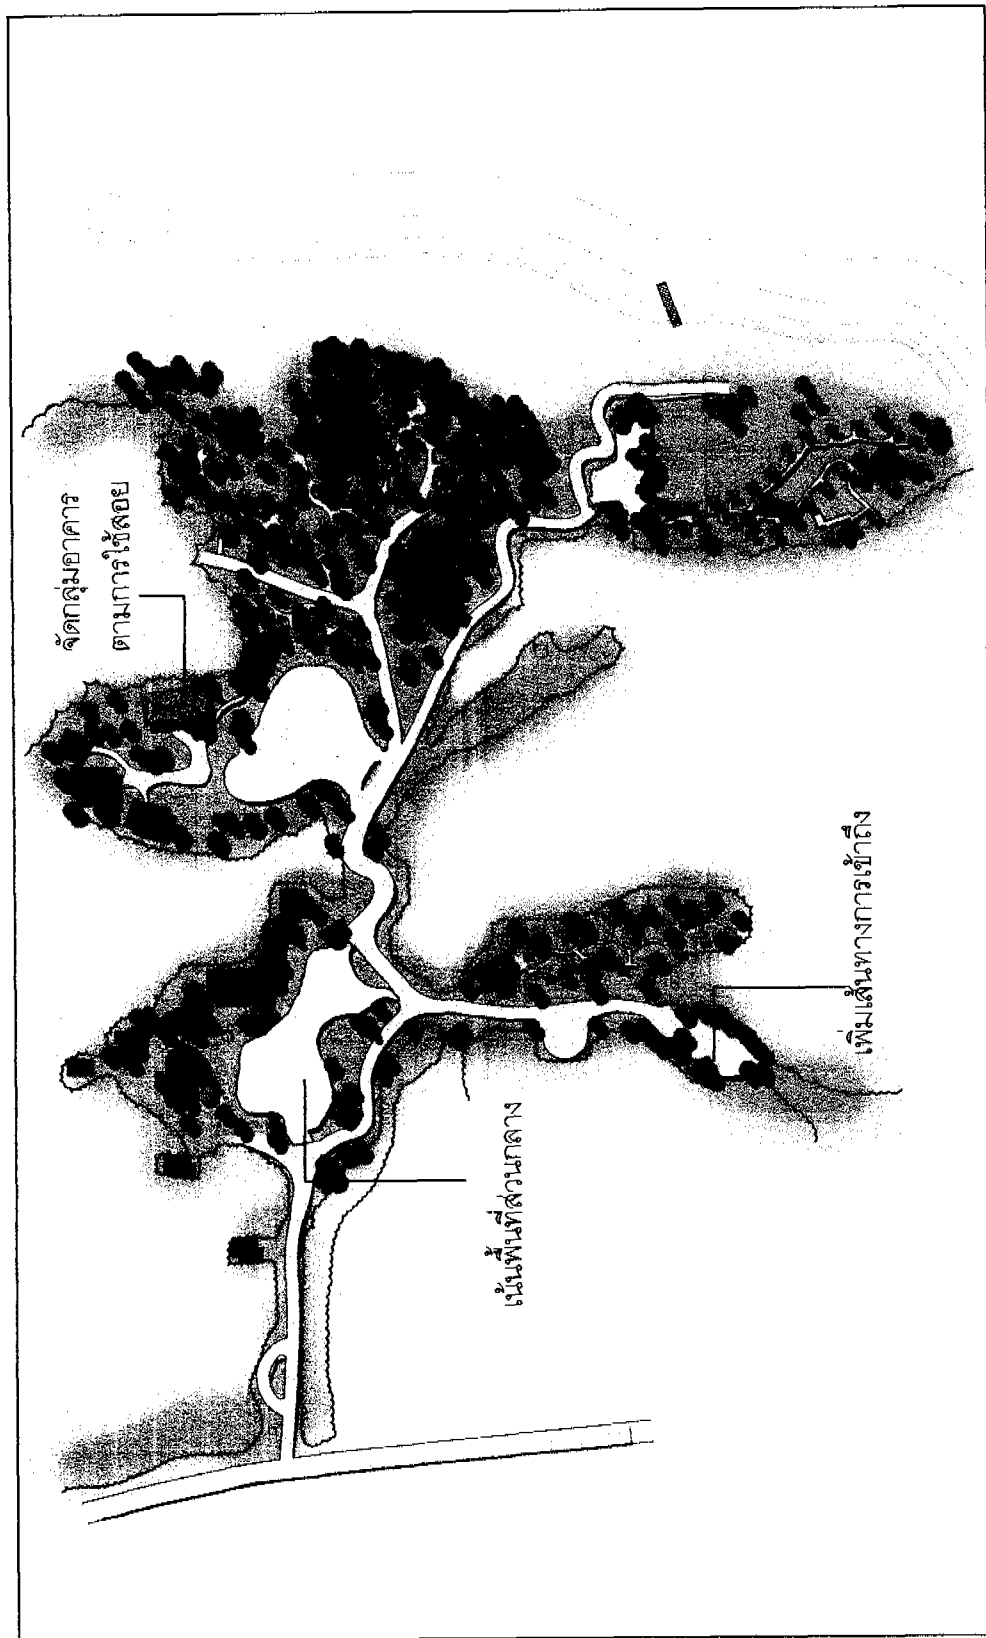 จัดกลุ่มอาคาร
ตามการใช้สอย
เน้นพื้นที่ส่วนกลาง
เพิ่มเส้นทางการเข้าถึง